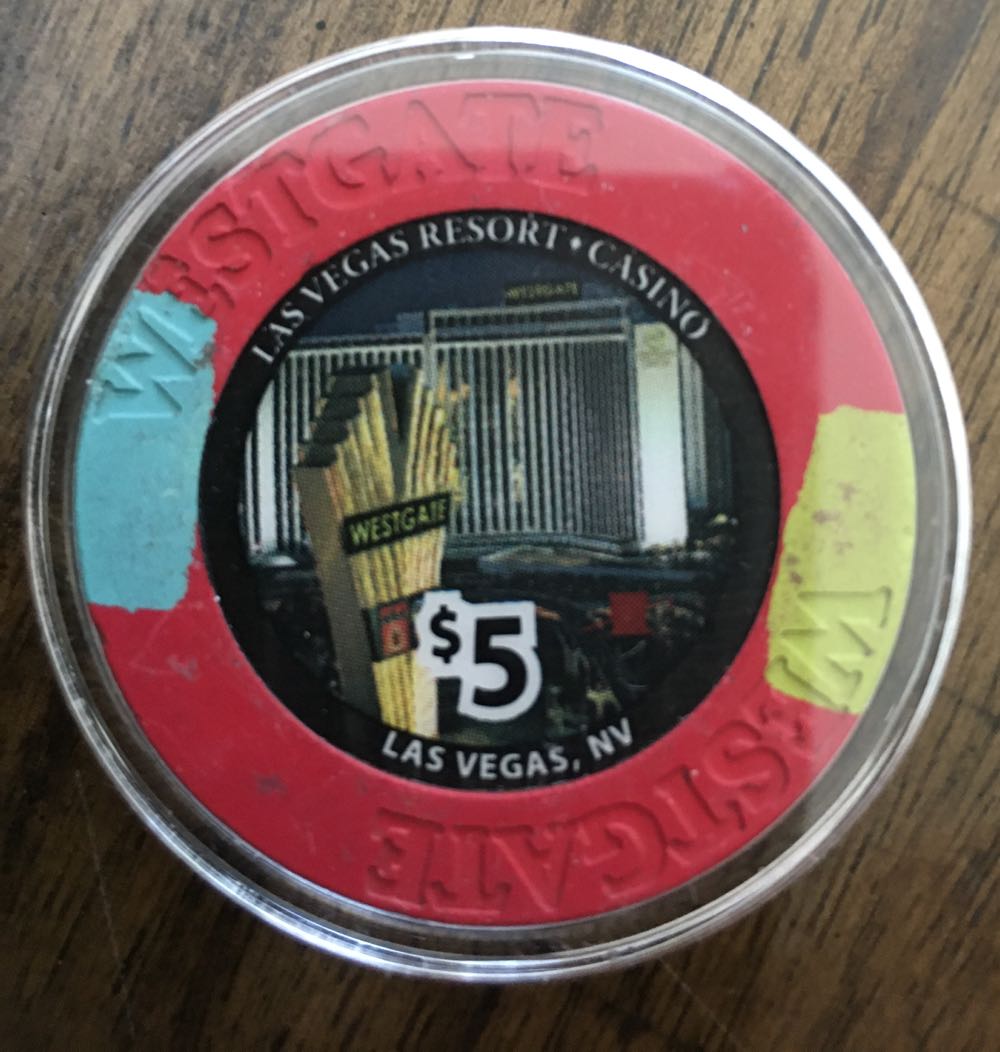 WESTGATE
LAS VEGAS RESORT ♦ CASINO
WESTGATE
WESTGATE
$5
LAS VEGAS, NV
WESTGATE